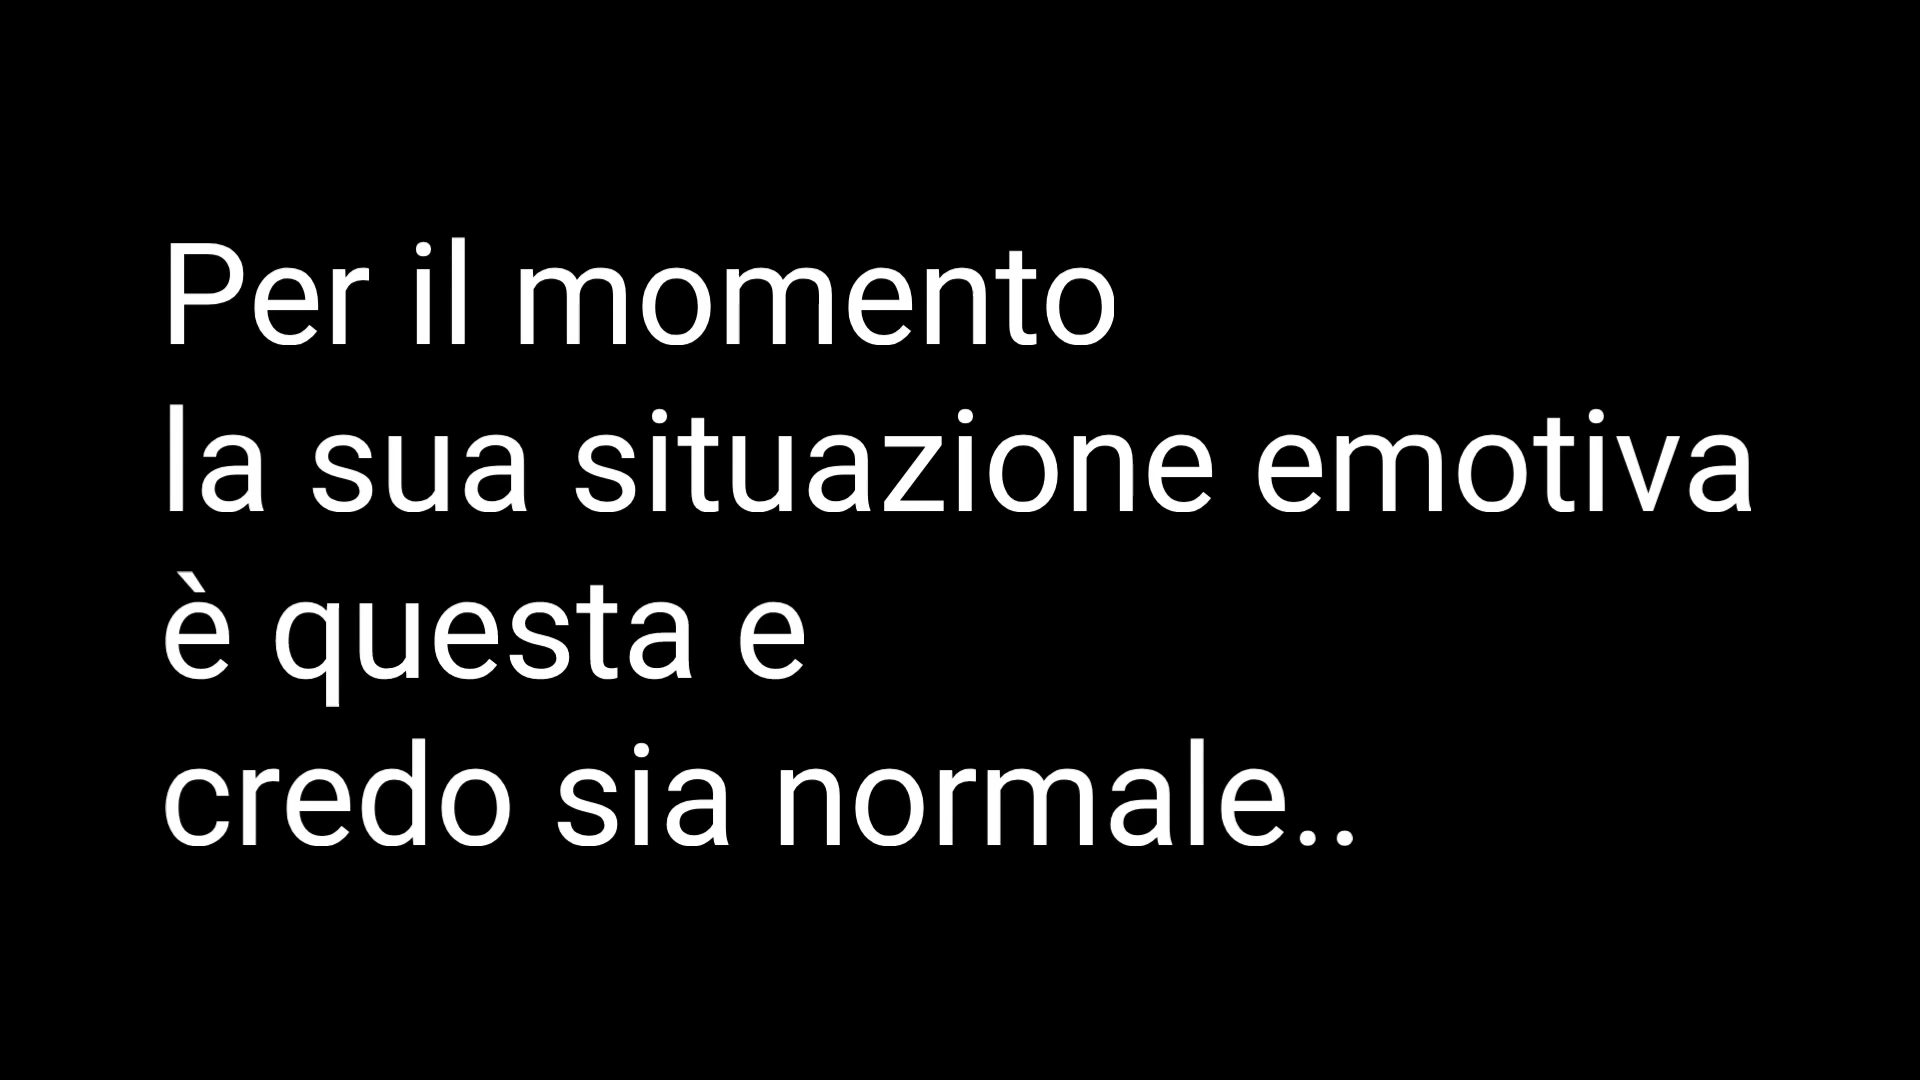 Per il momento
la sua situazione emotiva
è questa e
credo sia normale..